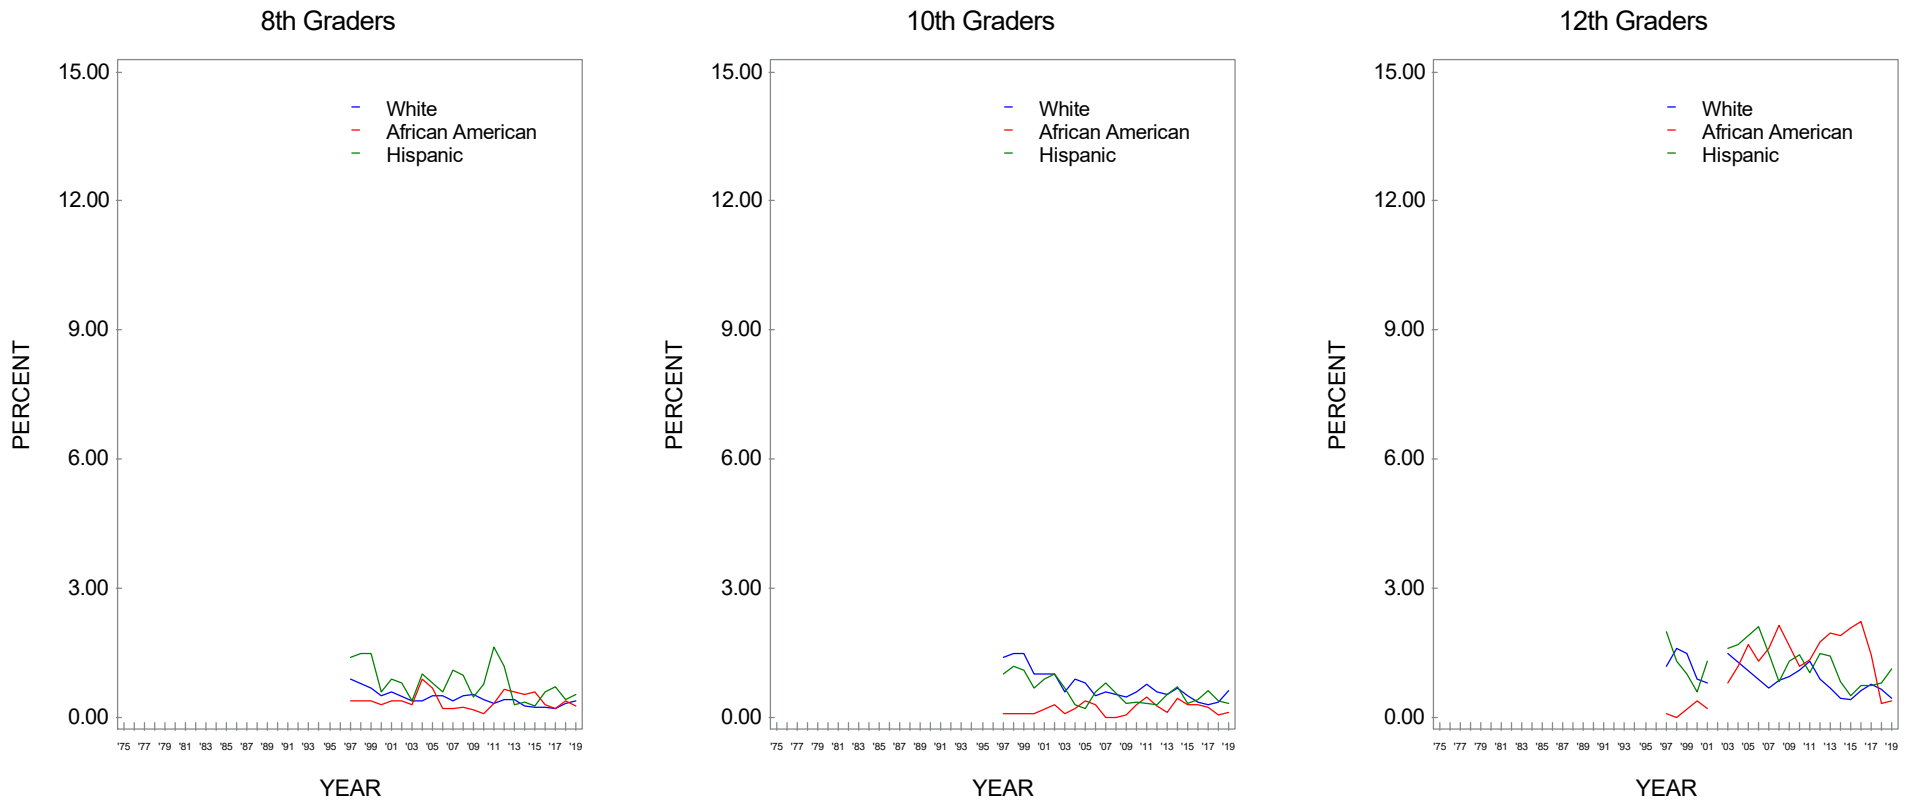 8th Graders
15.00
12.00
9.00
6.00
3.00
0.00
PERCENT
White
African American
Hispanic
'75 '77 '79 '81 '83 '85 '87 '89 '91 '93 '95 '97 '99 '01 '03 '05 '07 '09 '11 '13 '15 '17 '19
YEAR
10th Graders
15.00
12.00
9.00
6.00
3.00
0.00
PERCENT
White
African American
Hispanic
'75 '77 '79 '81 '83 '85 '87 '89 '91 '93 '95 '97 '99 '01 '03 '05 '07 '09 '11 '13 '15 '17 '19
YEAR
12th Graders
15.00
12.00
9.00
6.00
3.00
0.00
PERCENT
White
African American
Hispanic
'75 '77 '79 '81 '83 '85 '87 '89 '91 '93 '95 '97 '99 '01 '03 '05 '07 '09 '11 '13 '15 '17 '19
YEAR